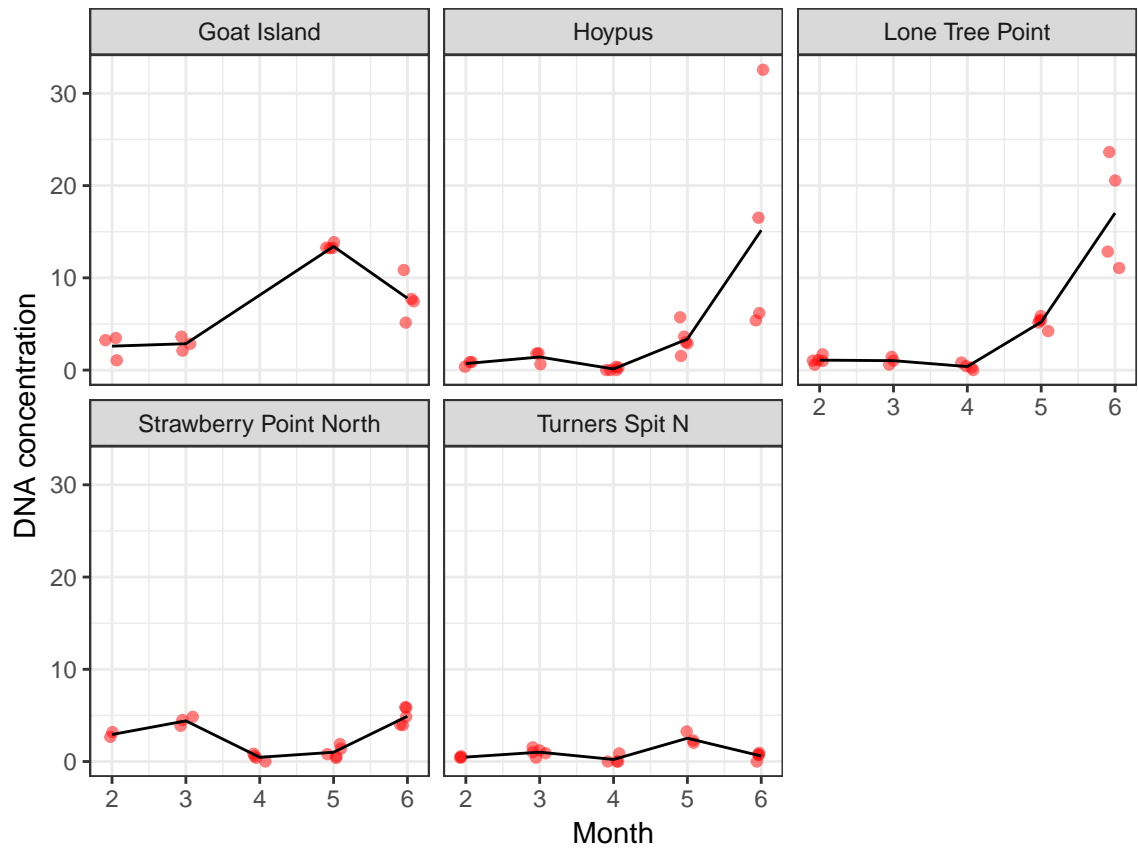 Goat Island
Hoypus
Lone Tree Point
30
20
10
0
2 3 4 5 6
Strawberry Point North
Turners Spit N
30
20
10
0
2 3 4 5 6
2 3 4 5 6
DNA concentration
Month